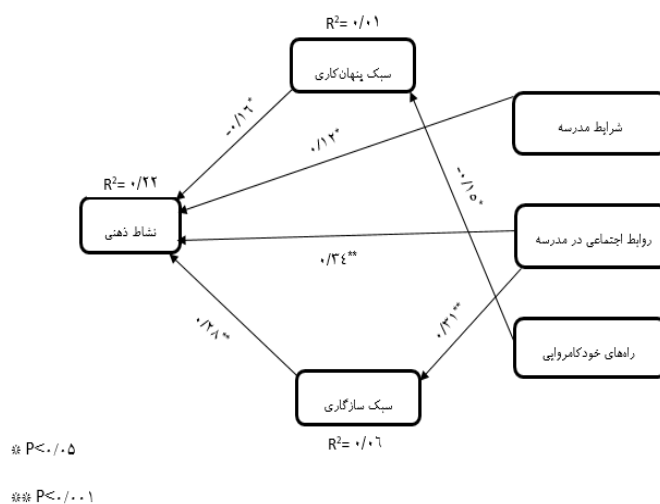 R²= ۰/۰۱
سبک پنهان‌کاری
شرایط مدرسه
-۰/۱۶*
۰/۱۲*
-۰/۱۵*
R²= ۰/۲۲
نشاط ذهنی
روابط اجتماعی در مدرسه
۰/۳٤**
۰/۳۱**
۰/۲۸**
راه‌های خودکامروایی
سبک سازگاری
R²= ۰/۰٦
* P<۰/۰۵
** P<۰/۰۰۱